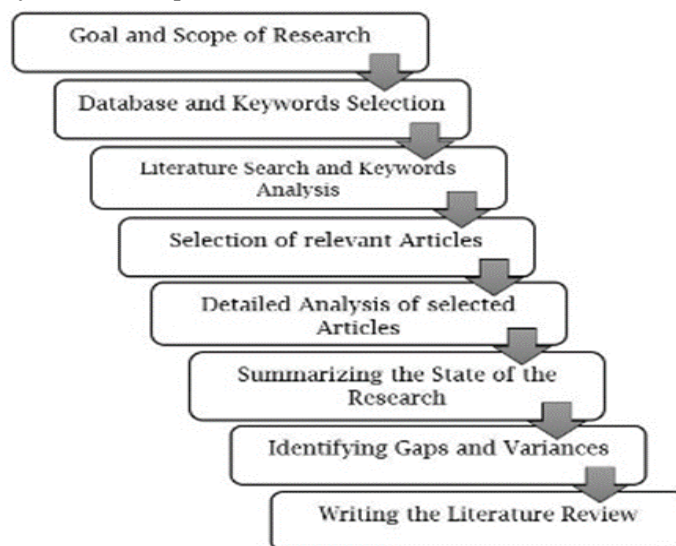 Goal and Scope of Research
Database and Keywords Selection
Literature Search and Keywords
Analysis
Selection of relevant Articles
Detailed Analysis of selected
Articles
Summarizing the State of the
Research
Identifying Gaps and Variances
Writing the Literature Review